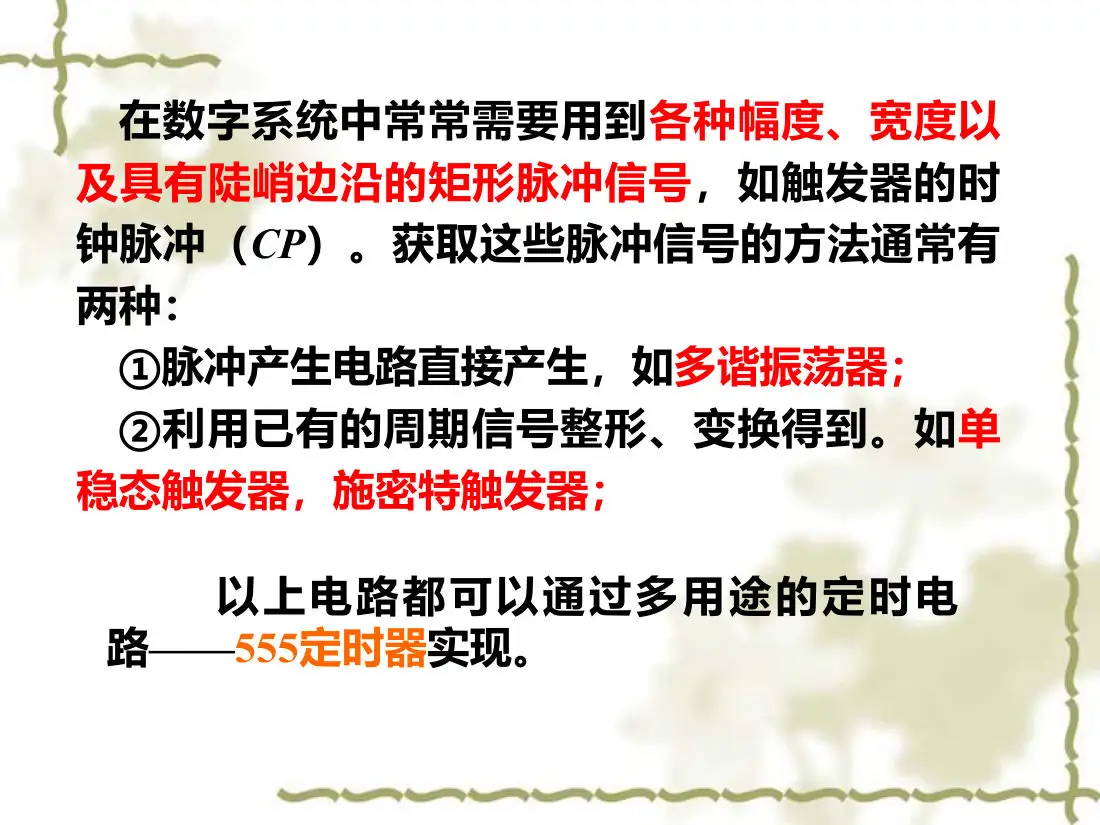 在数字系统中常常需要用到各种幅度、宽度以
及具有陡峭边沿的矩形脉冲信号，如触发器的时
钟脉冲（CP）。获取这些脉冲信号的方法通常有
两种：
①脉冲产生电路直接产生，如多谐振荡器；
②利用已有的周期信号整形、变换得到。如单
稳态触发器，施密特触发器；
以上电路都可以通过多用途的定时电
路——555定时器实现。